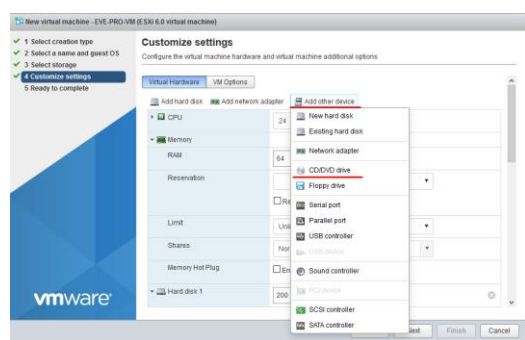 New virtual machine - EVE-PRO-VM (ESXi 6.0 virtual machine)
1 Select creation type
2 Select a name and guest OS
3 Select storage
4 Customize settings
5 Ready to complete
Customize settings
Configure the virtual machine hardware and virtual machine additional options
Virtual Hardware VM Options
Add hard disk Add network adapter Add other device
CPU 24
Memory
RAM 64
Reservation
Limit
Shares
Memory Hot Plug
Hard disk 1 200
New hard disk
Existing hard disk
Network adapter
CD/DVD drive
Floppy drive
Serial port
Parallel port
USB controller
USB device
Sound controller
PCI device
SCSI controller
SATA controller
vmware
Next Finish Cancel